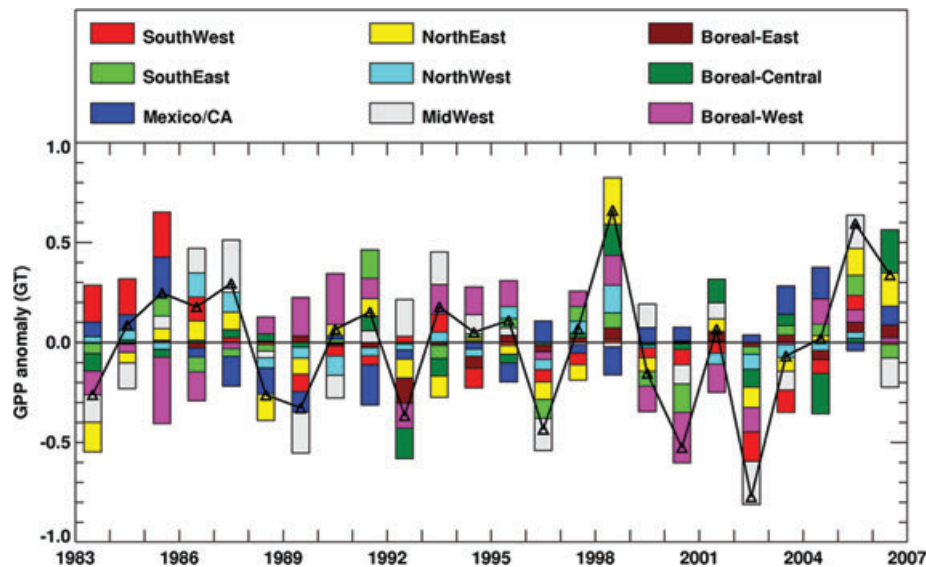 SouthWest NorthEast Boreal-East
SouthEast NorthWest Boreal-Central
Mexico/CA MidWest Boreal-West
1.0
0.5
0.0
-0.5
-1.0
GPP anomaly (GT)
1983 1986 1989 1992 1995 1998 2001 2004 2007